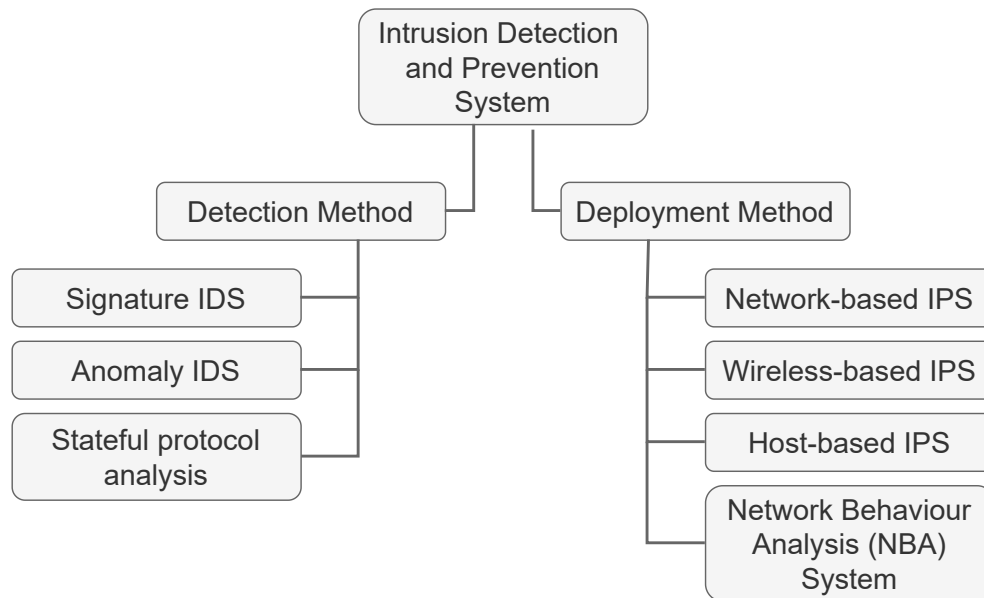 Intrusion Detection
and Prevention
System
Detection Method
Deployment Method
Signature IDS
Anomaly IDS
Stateful protocol
analysis
Network-based IPS
Wireless-based IPS
Host-based IPS
Network Behaviour
Analysis (NBA)
System